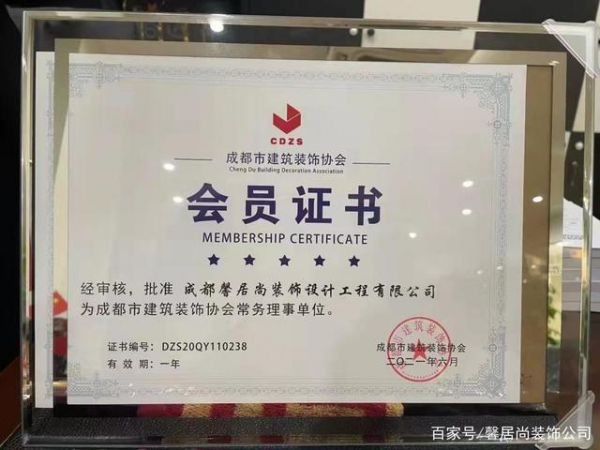 CDZS
成都市建筑装饰协会
Cheng Du Building Decoration Association
会员证书
MEMBERSHIP CERTIFICATE
经审核，批准 成都馨居尚装饰设计工程有限公司
为成都市建筑装饰协会常务理事单位。
证书编号：DZS20QY110238
有 效 期：一年
成都市建筑装饰协会
二〇二一年六月
百家号/馨居尚装饰公司